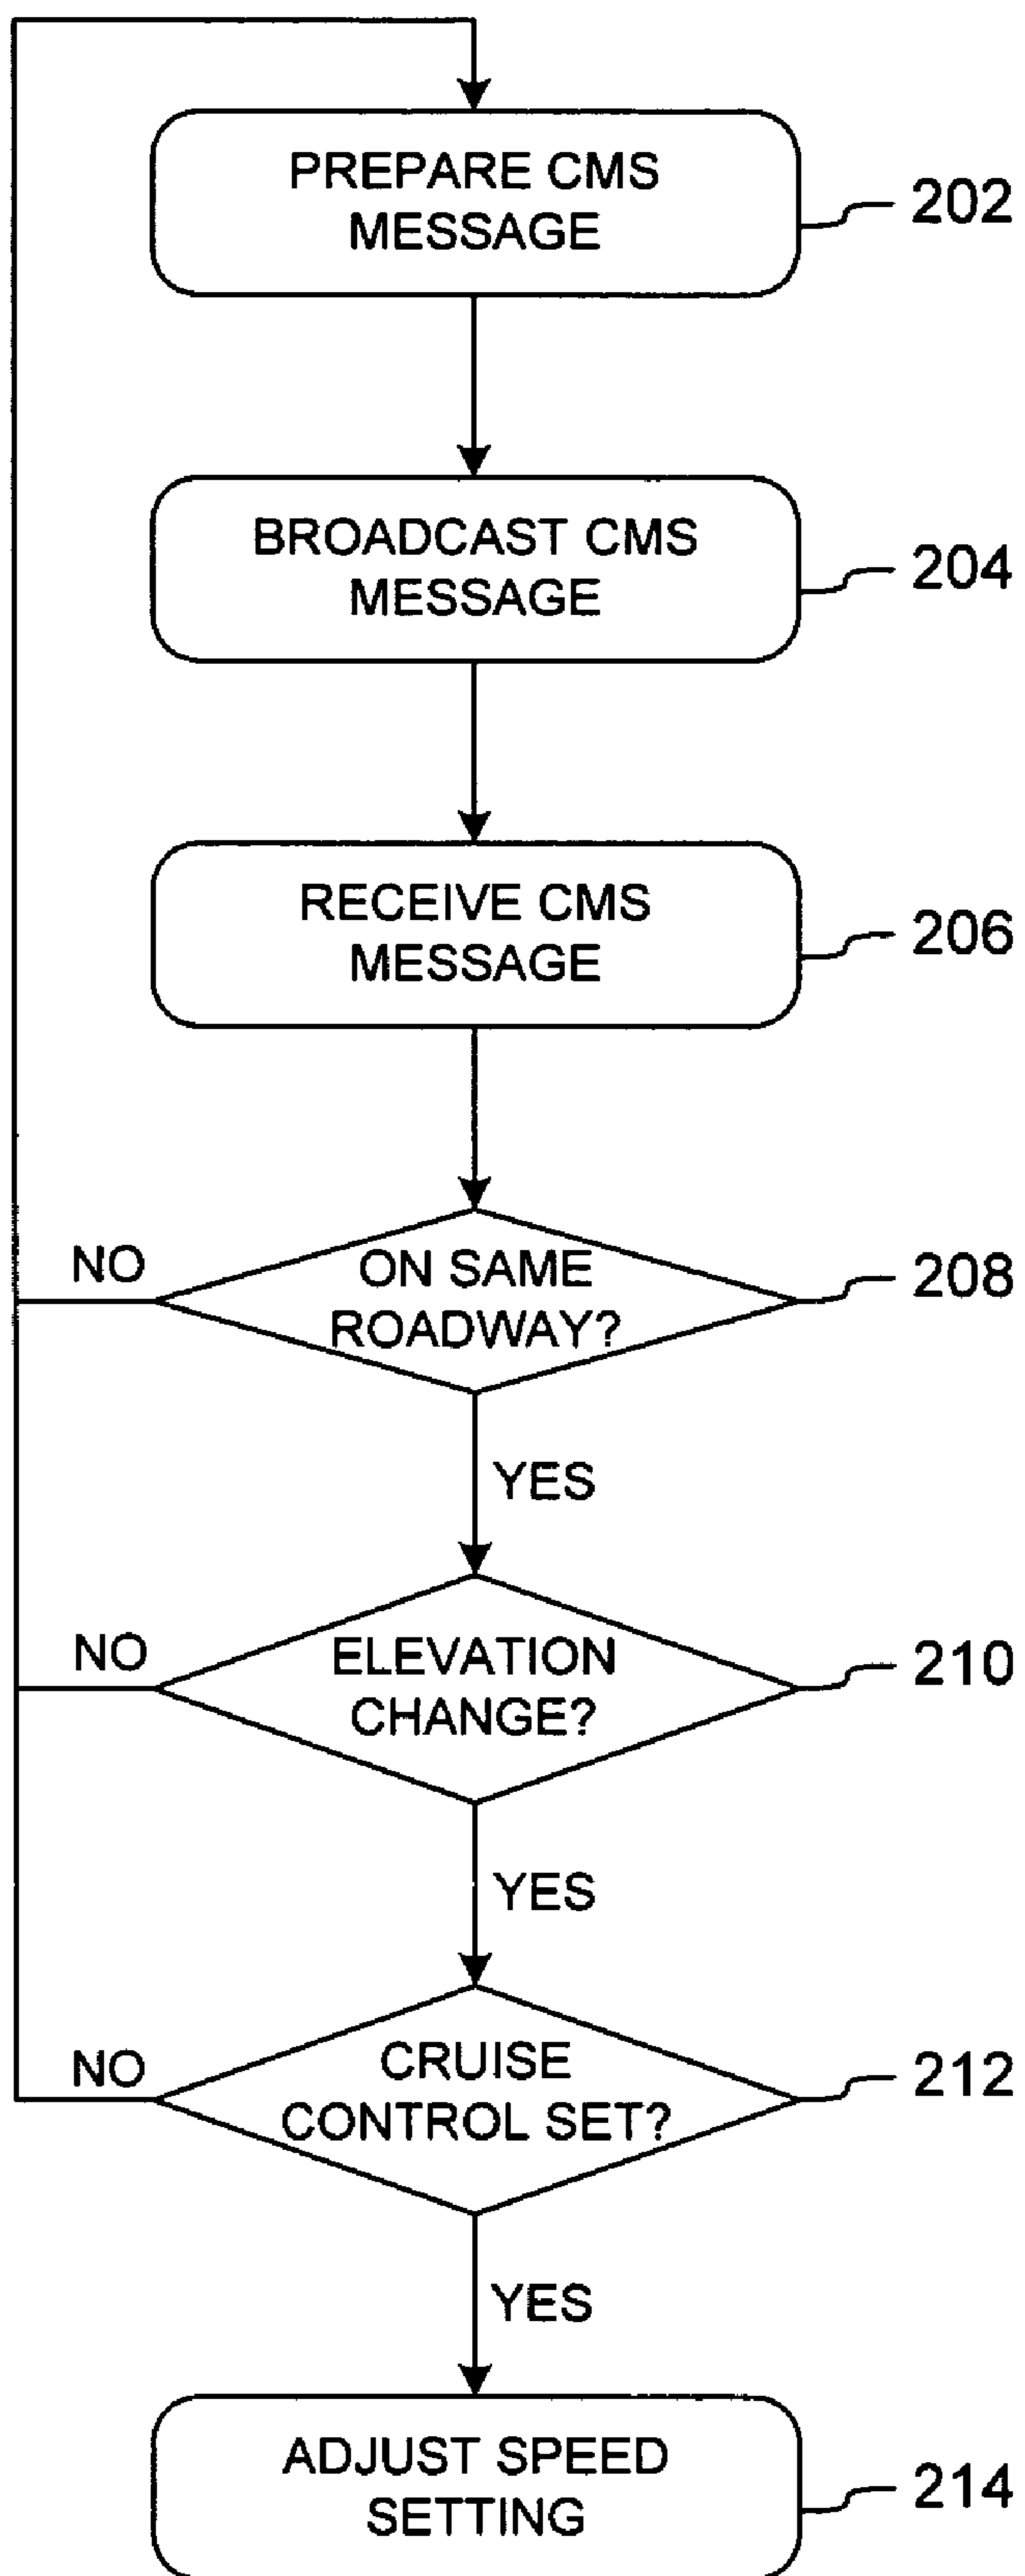 PREPARE CMS
MESSAGE
202
BROADCAST CMS
MESSAGE
204
RECEIVE CMS
MESSAGE
206
NO
ON SAME
ROADWAY?
208
YES
NO
ELEVATION
CHANGE?
210
YES
NO
CRUISE
CONTROL SET?
212
YES
ADJUST SPEED
SETTING
214